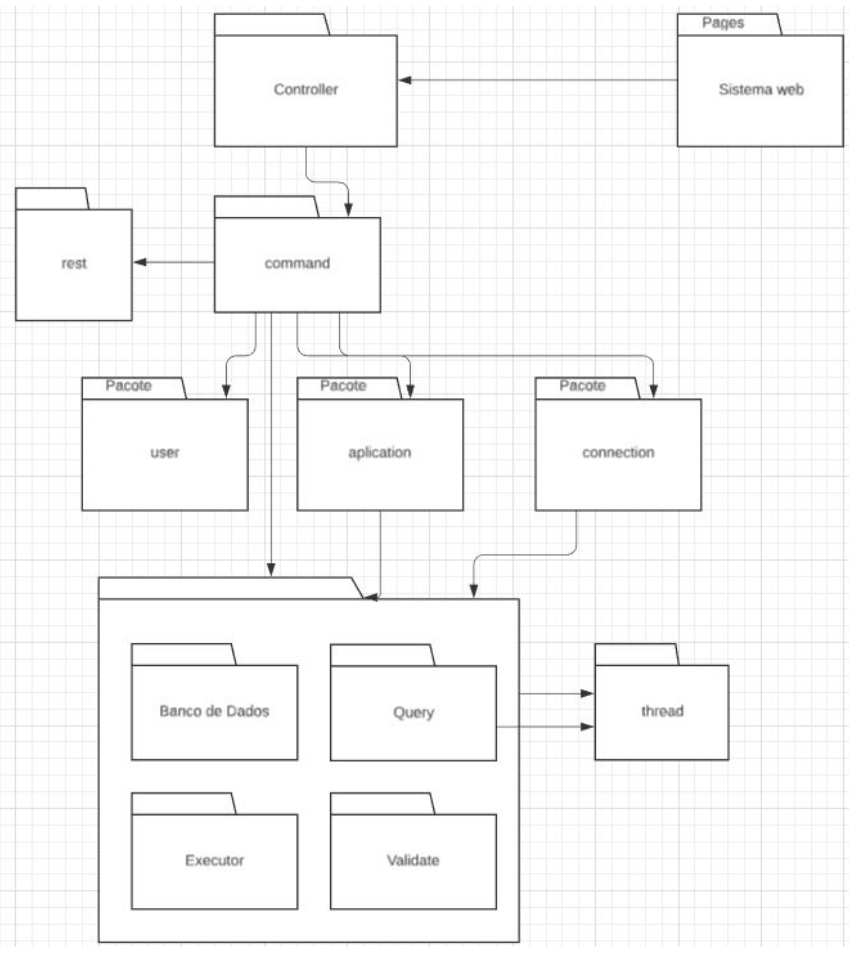 Pages
Controller
Sistema web
rest
command
Pacote
Pacote
Pacote
user
aplication
connection
Banco de Dados
Query
thread
Executor
Validate